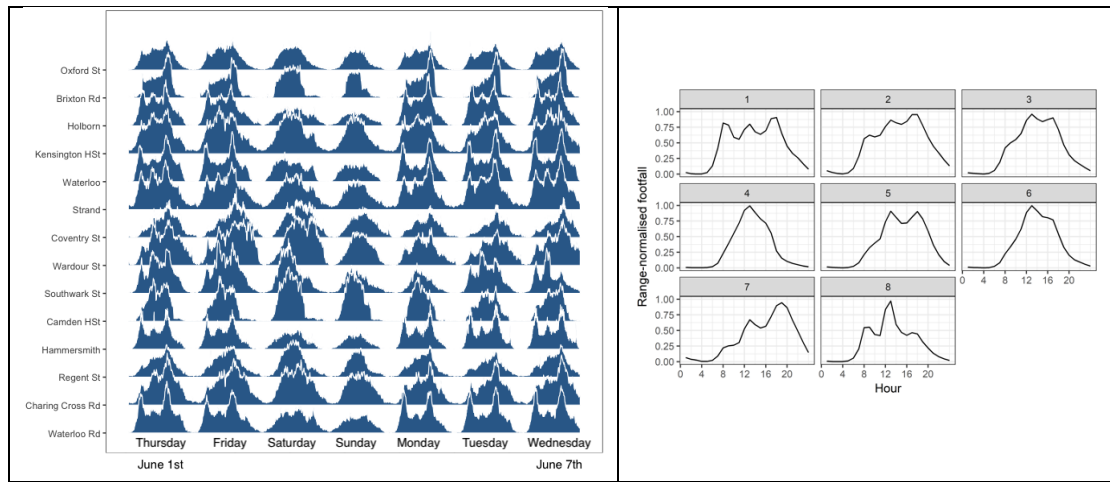 Oxford St
Brixton Rd
Holborn
Kensington HSt
Waterloo
Strand
Coventry St
Wardour St
Southwark St
Camden HSt
Hammersmith
Regent St
Charing Cross Rd
Waterloo Rd
Thursday Friday Saturday Sunday Monday Tuesday Wednesday
June 1st June 7th
Range-normalised footfall
1 2 3
1.00
0.75
0.50
0.25
0.00
4 5 6
1.00
0.75
0.50
0.25
0.00
0 4 8 12 16 20
7 8
1.00
0.75
0.50
0.25
0.00
0 4 8 12 16 20 0 4 8 12 16 20
Hour